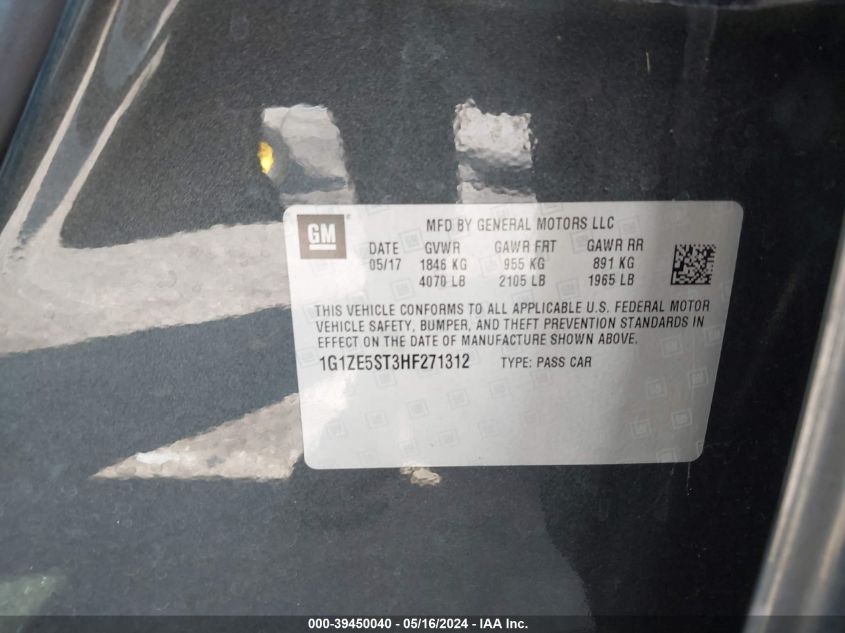 GM ®
MFD BY GENERAL MOTORS LLC
DATE GVWR GAWR FRT GAWR RR
05/17 1846 KG 955 KG 891 KG
4070 LB 2105 LB 1965 LB
THIS VEHICLE CONFORMS TO ALL APPLICABLE U.S. FEDERAL MOTOR
VEHICLE SAFETY, BUMPER, AND THEFT PREVENTION STANDARDS IN
EFFECT ON THE DATE OF MANUFACTURE SHOWN ABOVE.
1G1ZE5ST3HF271312 TYPE: PASS CAR
000-39450040 - 05/16/2024 - IAA Inc.